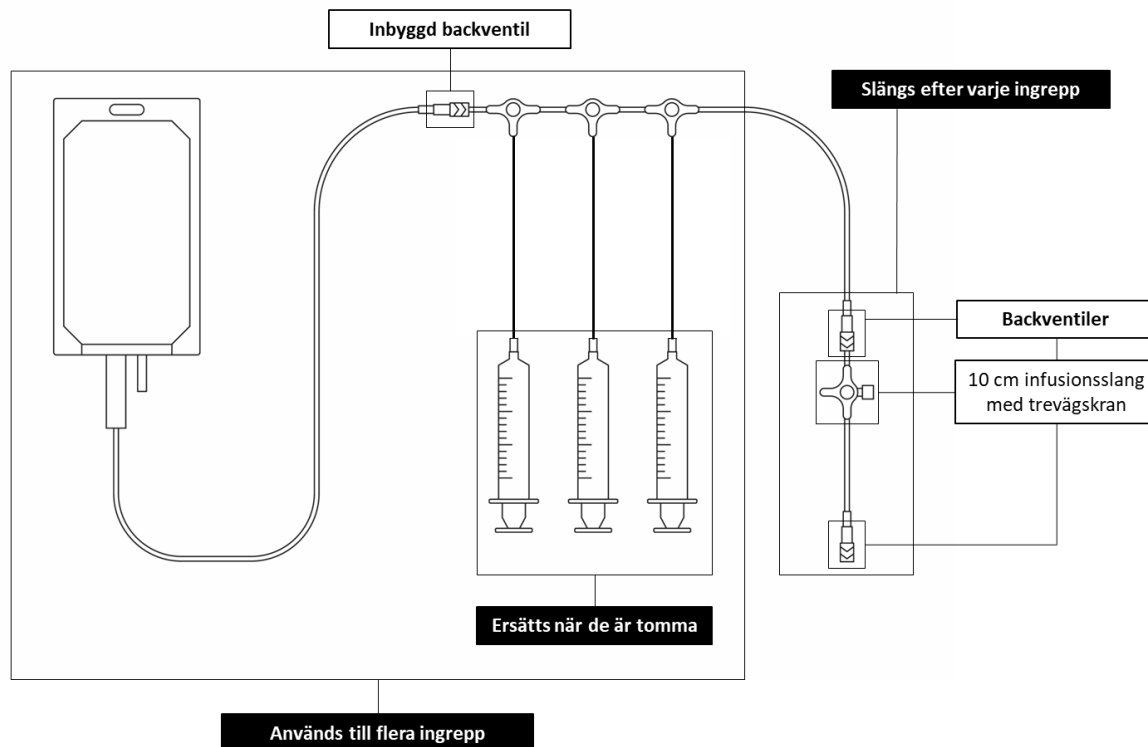 Inbyggd backventil
Slängs efter varje ingrepp
Backventiler
10 cm infusionsslang
med trevägskran
Ersätts när de är tomma
Används till flera ingrepp